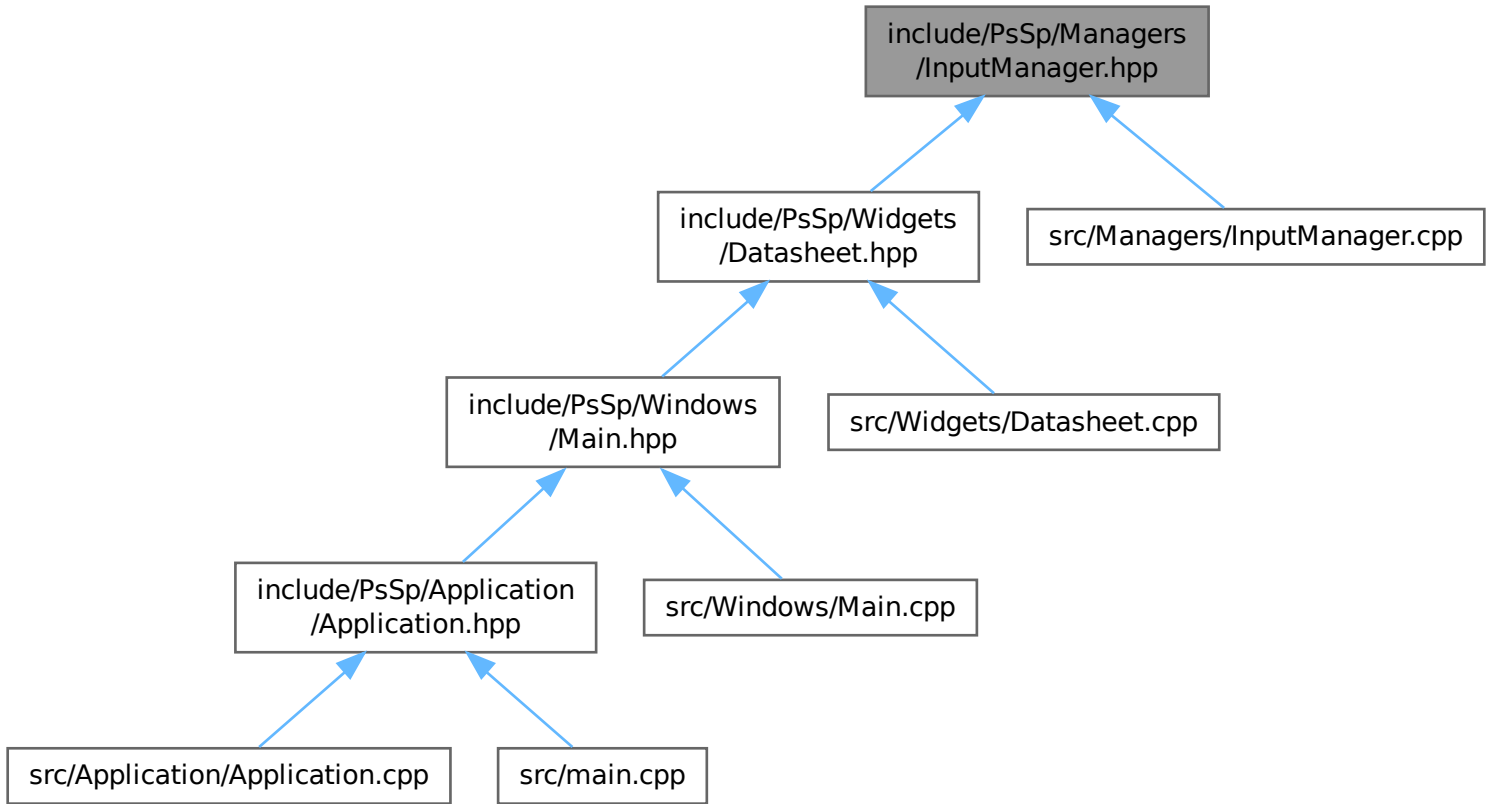 include/PsSp/Managers
/InputManager.hpp
include/PsSp/Widgets
/Datasheet.hpp
src/Managers/InputManager.cpp
include/PsSp/Windows
/Main.hpp
src/Widgets/Datasheet.cpp
include/PsSp/Application
/Application.hpp
src/Windows/Main.cpp
src/Application/Application.cpp
src/main.cpp